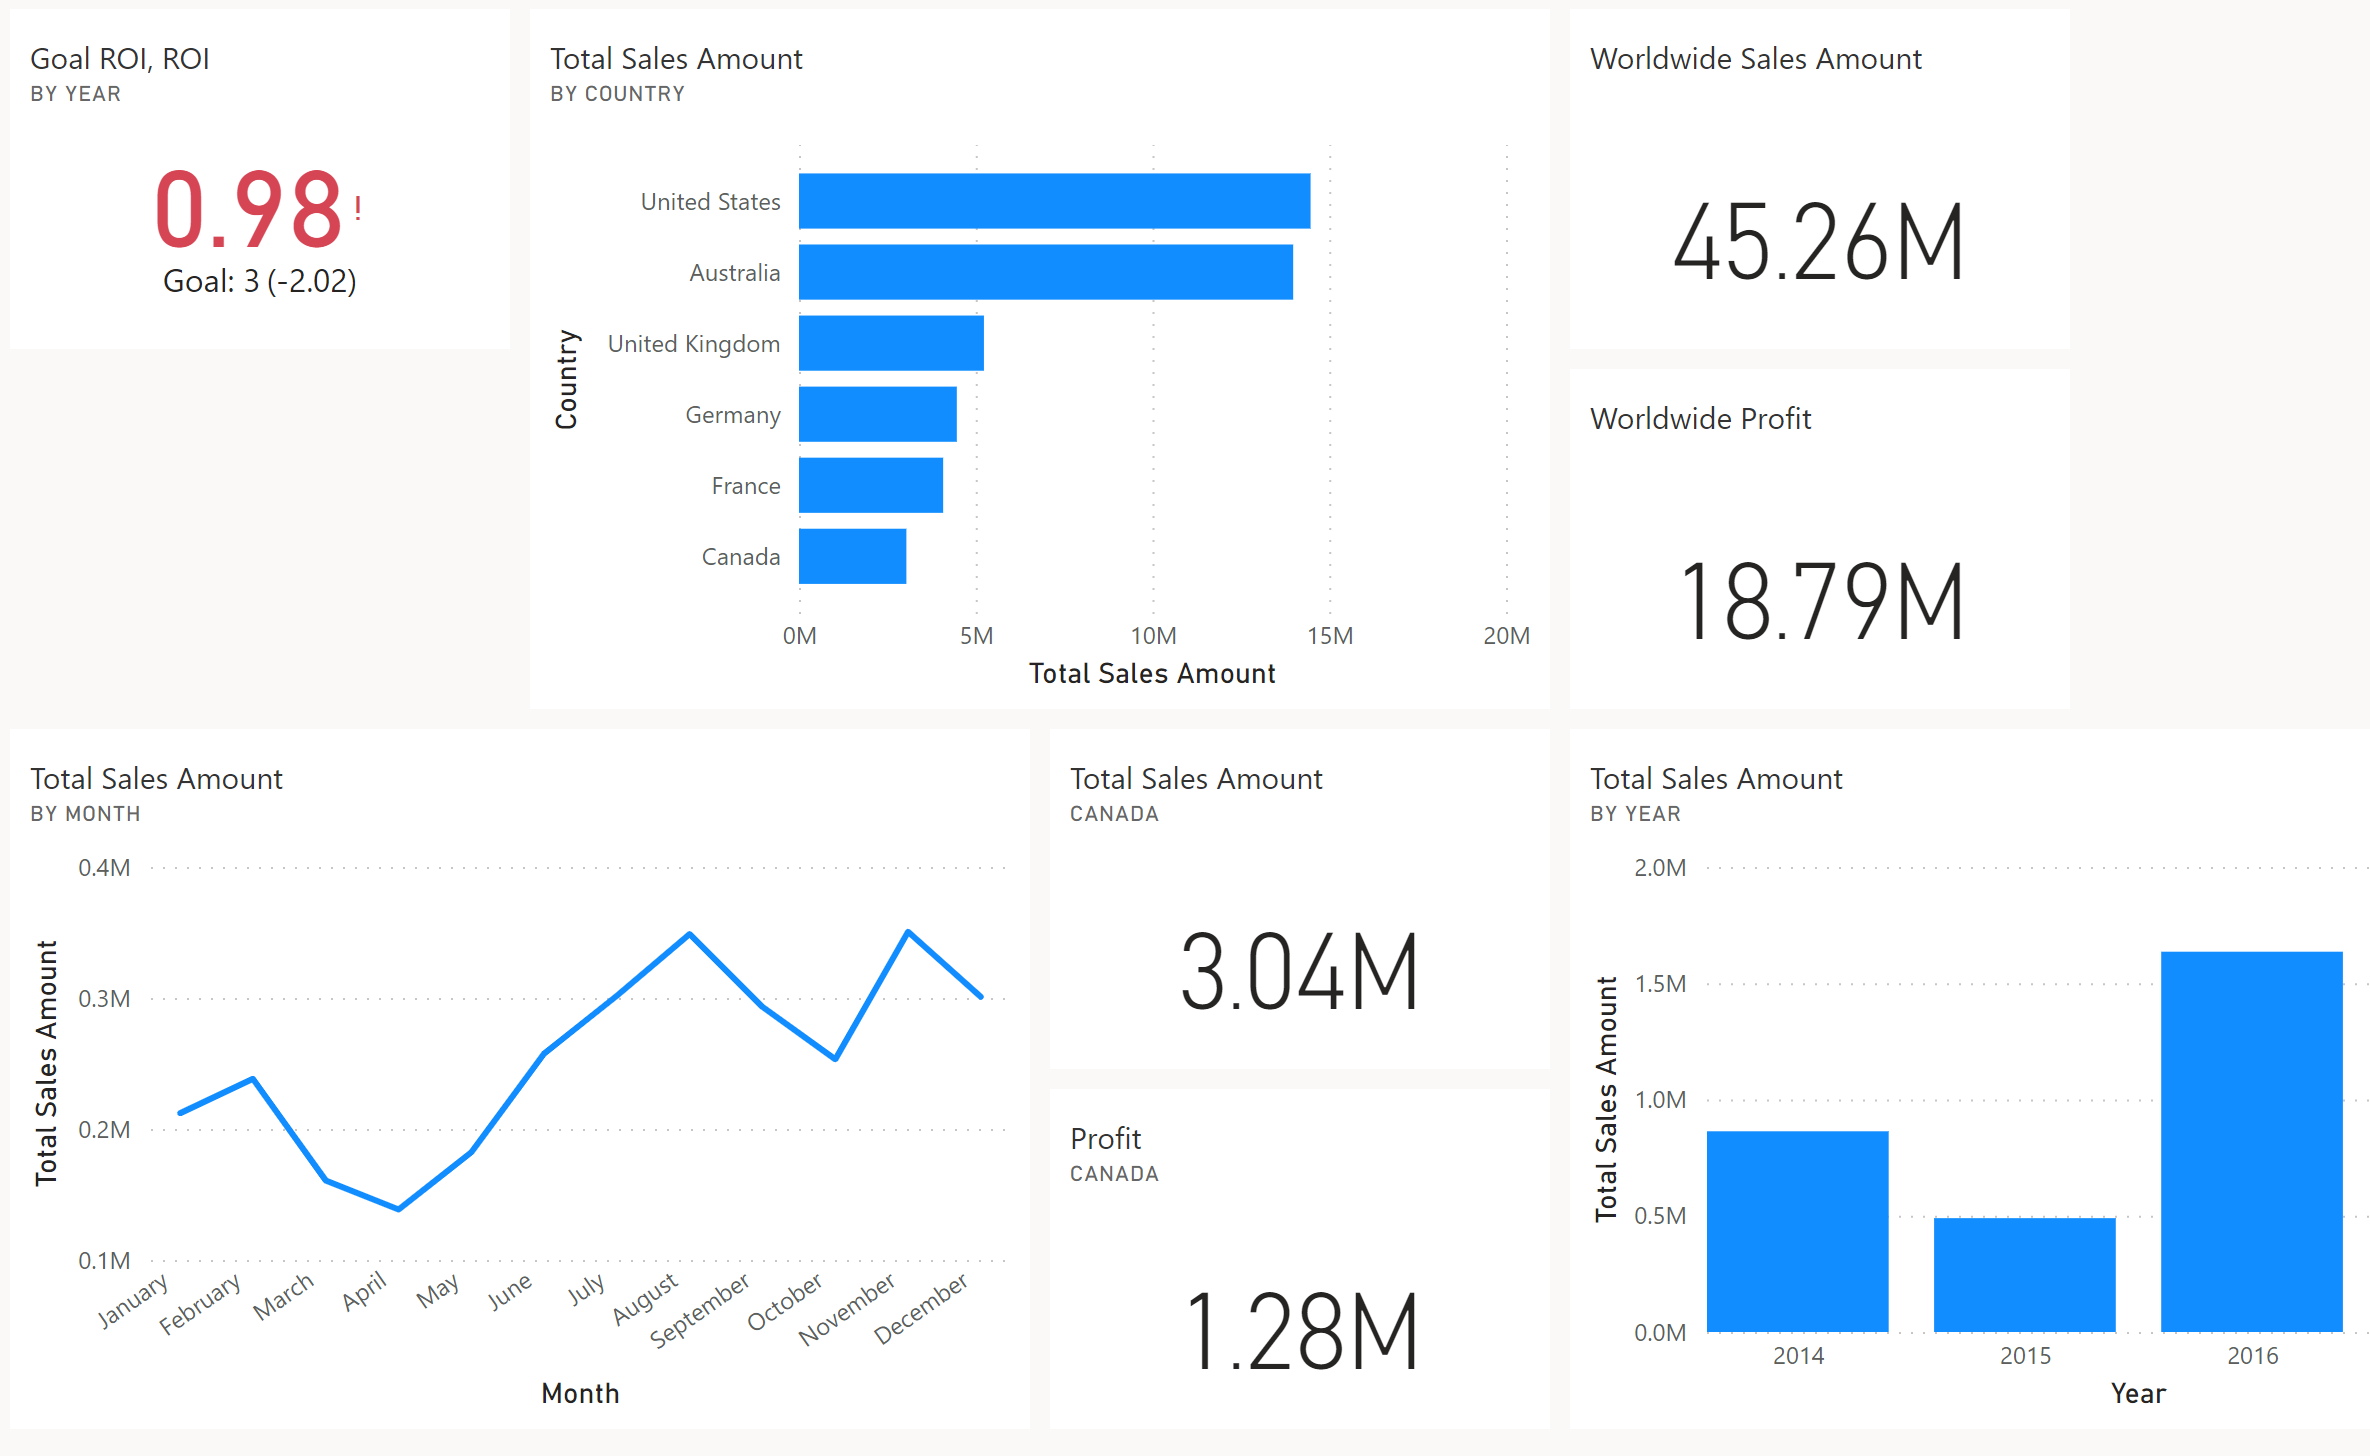 Goal ROI, ROI
BY YEAR
0.98!
Goal: 3 (-2.02)
Total Sales Amount
BY COUNTRY
Country
United States
Australia
United Kingdom
Germany
France
Canada
0M 5M 10M 15M 20M
Total Sales Amount
Worldwide Sales Amount
45.26M
Worldwide Profit
18.79M
Total Sales Amount
BY MONTH
Total Sales Amount
0.4M
0.3M
0.2M
0.1M
January February March April May June July August September October November December
Month
Total Sales Amount
CANADA
3.04M
Profit
CANADA
1.28M
Total Sales Amount
BY YEAR
Total Sales Amount
2.0M
1.5M
1.0M
0.5M
0.0M
2014 2015 2016
Year